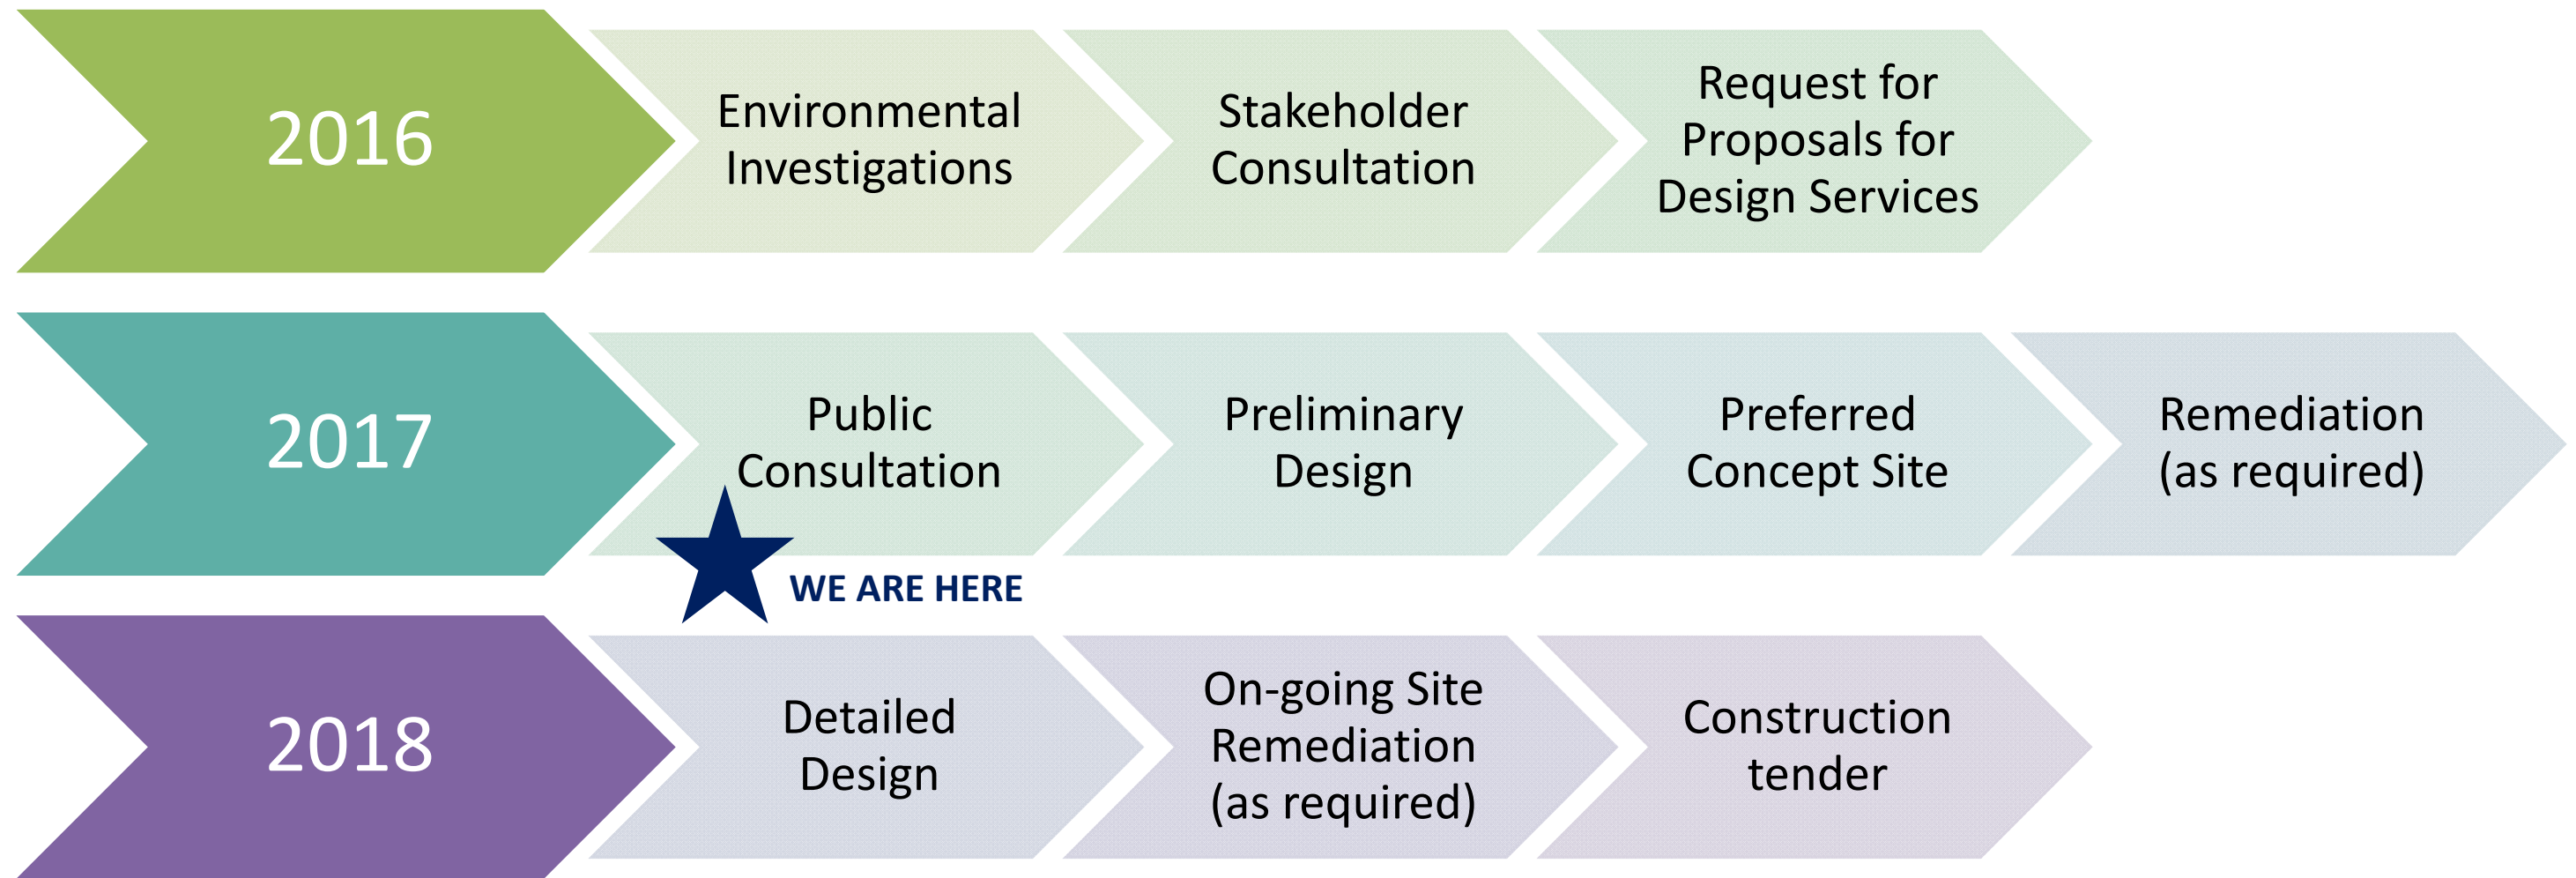 2016
Environmental
Investigations
Stakeholder
Consultation
Request for
Proposals for
Design Services
2017
Public
Consultation
Preliminary
Design
Preferred
Concept Site
Remediation
(as required)
WE ARE HERE
2018
Detailed
Design
On-going Site
Remediation
(as required)
Construction
tender